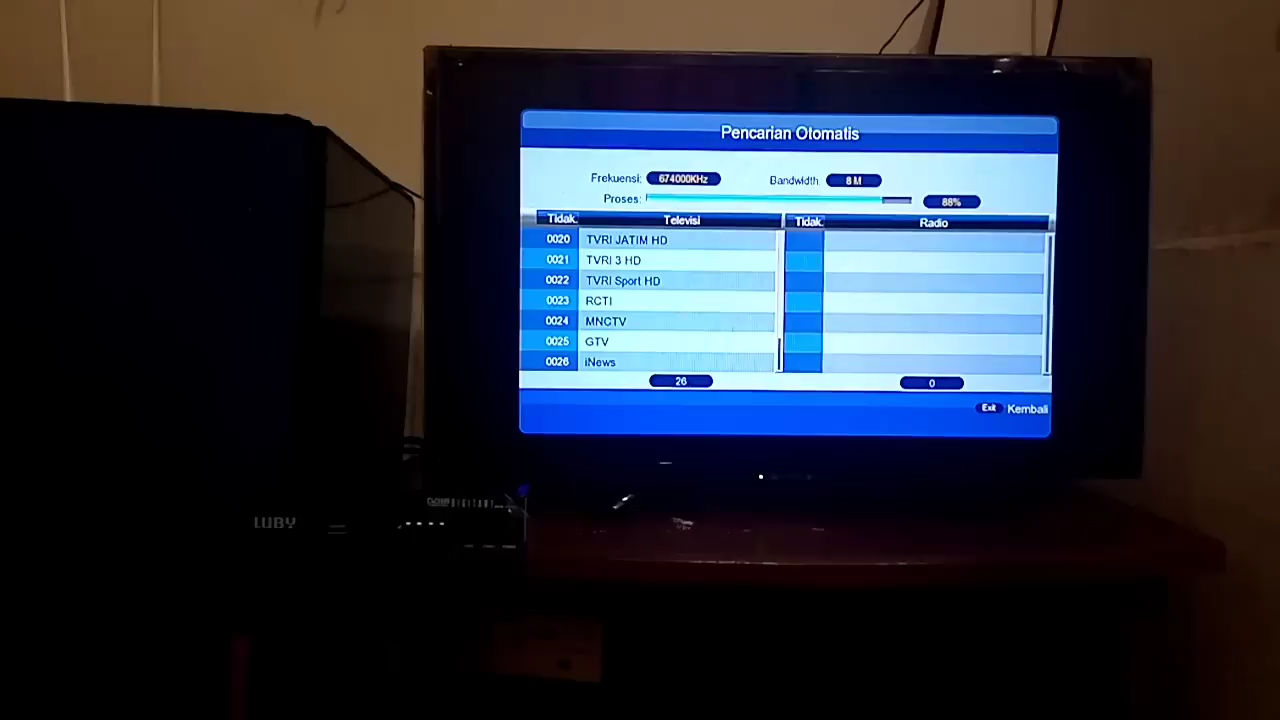 Pencarian Otomatis
Frekuensi: 674000KHz Bandwidth 8 M
Proses: 88%
Tidak. Televisi Tidak. Radio
0020 TVRI JATIM HD
0021 TVRI 3 HD
0022 TVRI Sport HD
0023 RCTI
0024 MNCTV
0025 GTV
0026 iNews
26 0
Exit Kembali
LUBY